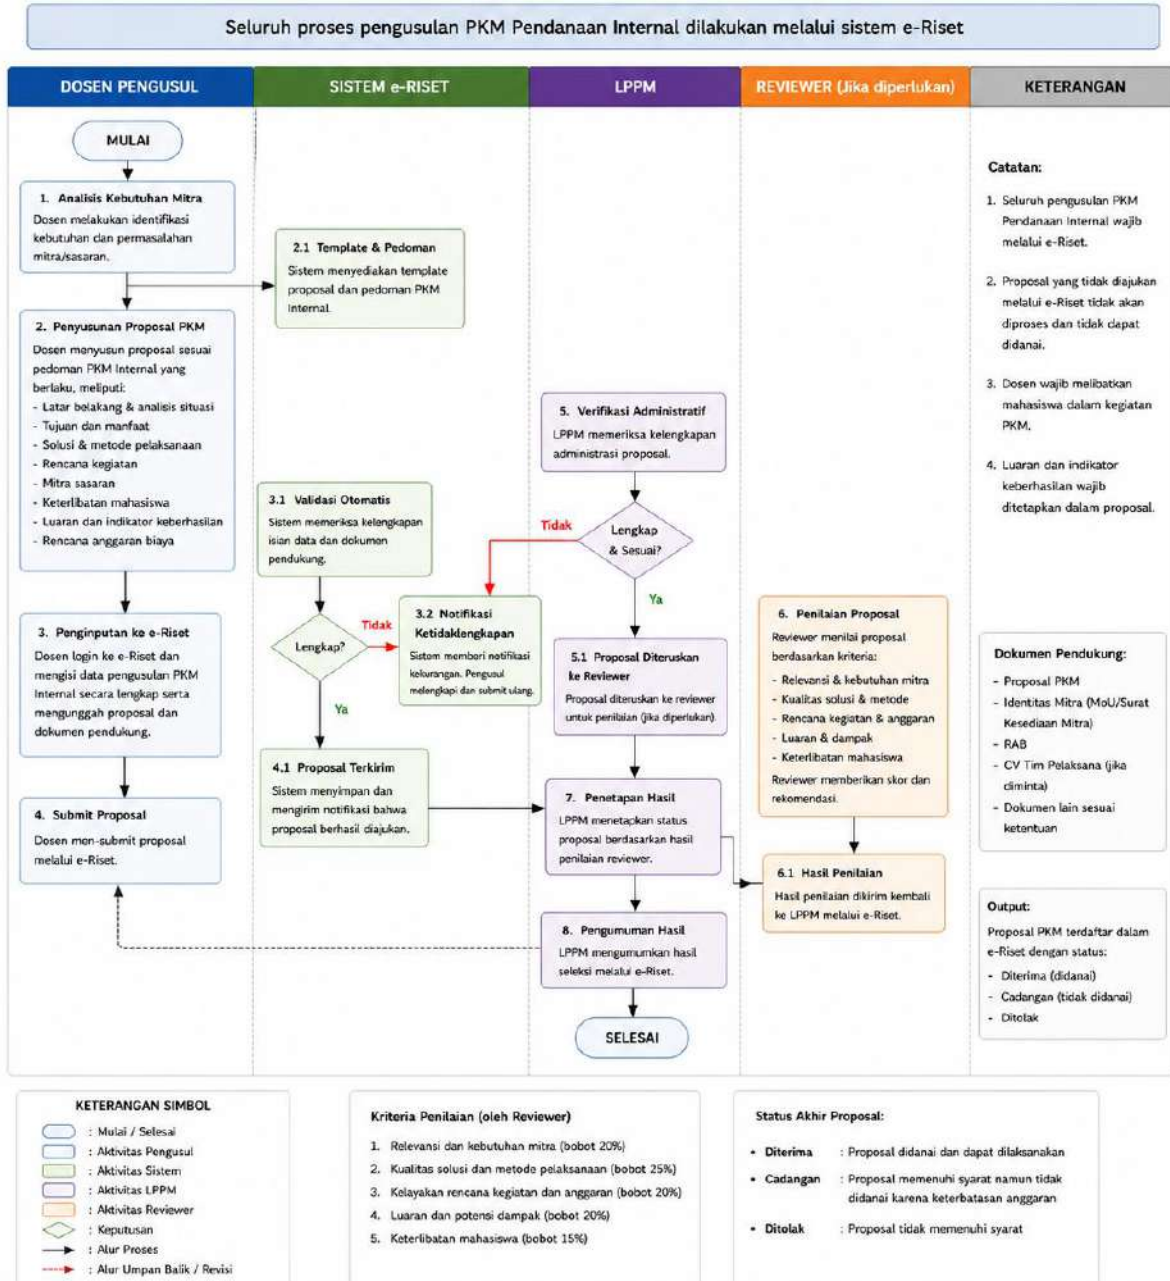 Seluruh proses pengusulan PKM Pendanaan Internal dilakukan melalui sistem e-Riset
DOSEN PENGUSUL
SISTEM e-RISET
LPPM
REVIEWER (Jika diperlukan)
KETERANGAN
MULAI
1. Analisis Kebutuhan Mitra
Dosen melakukan identifikasi
kebutuhan dan permasalahan
mitra/sasaran.
2. Penyusunan Proposal PKM
Dosen menyusun proposal sesuai
pedoman PKM Internal yang
berlaku, meliputi:
- Latar belakang & analisis situasi
- Tujuan dan manfaat
- Solusi & metode pelaksanaan
- Rencana kegiatan
- Mitra sasaran
- Keterlibatan mahasiswa
- Luaran dan indikator keberhasilan
- Rencana anggaran biaya
3. Penginputan ke e-Riset
Dosen login ke e-Riset dan
mengisi data pengusulan PKM
Internal secara lengkap serta
mengunggah proposal dan
dokumen pendukung.
4. Submit Proposal
Dosen men-submit proposal
melalui e-Riset.
2.1 Template & Pedoman
Sistem menyediakan template
proposal dan pedoman PKM
Internal.
3.1 Validasi Otomatis
Sistem memeriksa kelengkapan
isian data dan dokumen
pendukung.
Lengkap?
Tidak
Ya
3.2 Notifikasi
Ketidaklengkapan
Sistem memberi notifikasi
kekurangan. Pengusul
melengkapi dan submit ulang.
4.1 Proposal Terkirim
Sistem menyimpan dan
mengirim notifikasi bahwa
proposal berhasil diajukan.
5. Verifikasi Administratif
LPPM memeriksa kelengkapan
administrasi proposal.
Tidak
Lengkap
& Sesuai?
Ya
5.1 Proposal Diteruskan
ke Reviewer
Proposal diteruskan ke reviewer
untuk penilaian (jika diperlukan).
7. Penetapan Hasil
LPPM menetapkan status
proposal berdasarkan hasil
penilaian reviewer.
8. Pengumuman Hasil
LPPM mengumumkan hasil
seleksi melalui e-Riset.
SELESAI
6. Penilaian Proposal
Reviewer menilai proposal
berdasarkan kriteria:
- Relevansi & kebutuhan mitra
- Kualitas solusi & metode
- Rencana kegiatan & anggaran
- Luaran & dampak
- Keterlibatan mahasiswa
Reviewer memberikan skor dan
rekomendasi.
6.1 Hasil Penilaian
Hasil penilaian dikirim kembali
ke LPPM melalui e-Riset.
Catatan:
1. Seluruh pengusulan PKM
Pendanaan Internal wajib
melalui e-Riset.
2. Proposal yang tidak diajukan
melalui e-Riset tidak akan
diproses dan tidak dapat
didanai.
3. Dosen wajib melibatkan
mahasiswa dalam kegiatan
PKM.
4. Luaran dan indikator
keberhasilan wajib
ditetapkan dalam proposal.
Dokumen Pendukung:
- Proposal PKM
- Identitas Mitra (MoU/Surat
Kesediaan Mitra)
- RAB
- CV Tim Pelaksana (jika
diminta)
- Dokumen lain sesuai
ketentuan
Output:
Proposal PKM terdaftar dalam
e-Riset dengan status:
- Diterima (didanai)
- Cadangan (tidak didanai)
- Ditolak
KETERANGAN SIMBOL
: Mulai / Selesai
: Aktivitas Pengusul
: Aktivitas Sistem
: Aktivitas LPPM
: Aktivitas Reviewer
: Keputusan
: Alur Proses
: Alur Umpan Balik / Revisi
Kriteria Penilaian (oleh Reviewer)
1. Relevansi dan kebutuhan mitra (bobot 20%)
2. Kualitas solusi dan metode pelaksanaan (bobot 25%)
3. Kelayakan rencana kegiatan dan anggaran (bobot 20%)
4. Luaran dan potensi dampak (bobot 20%)
5. Keterlibatan mahasiswa (bobot 15%)
Status Akhir Proposal:
• Diterima : Proposal didanai dan dapat dilaksanakan
• Cadangan : Proposal memenuhi syarat namun tidak
didanai karena keterbatasan anggaran
• Ditolak : Proposal tidak memenuhi syarat